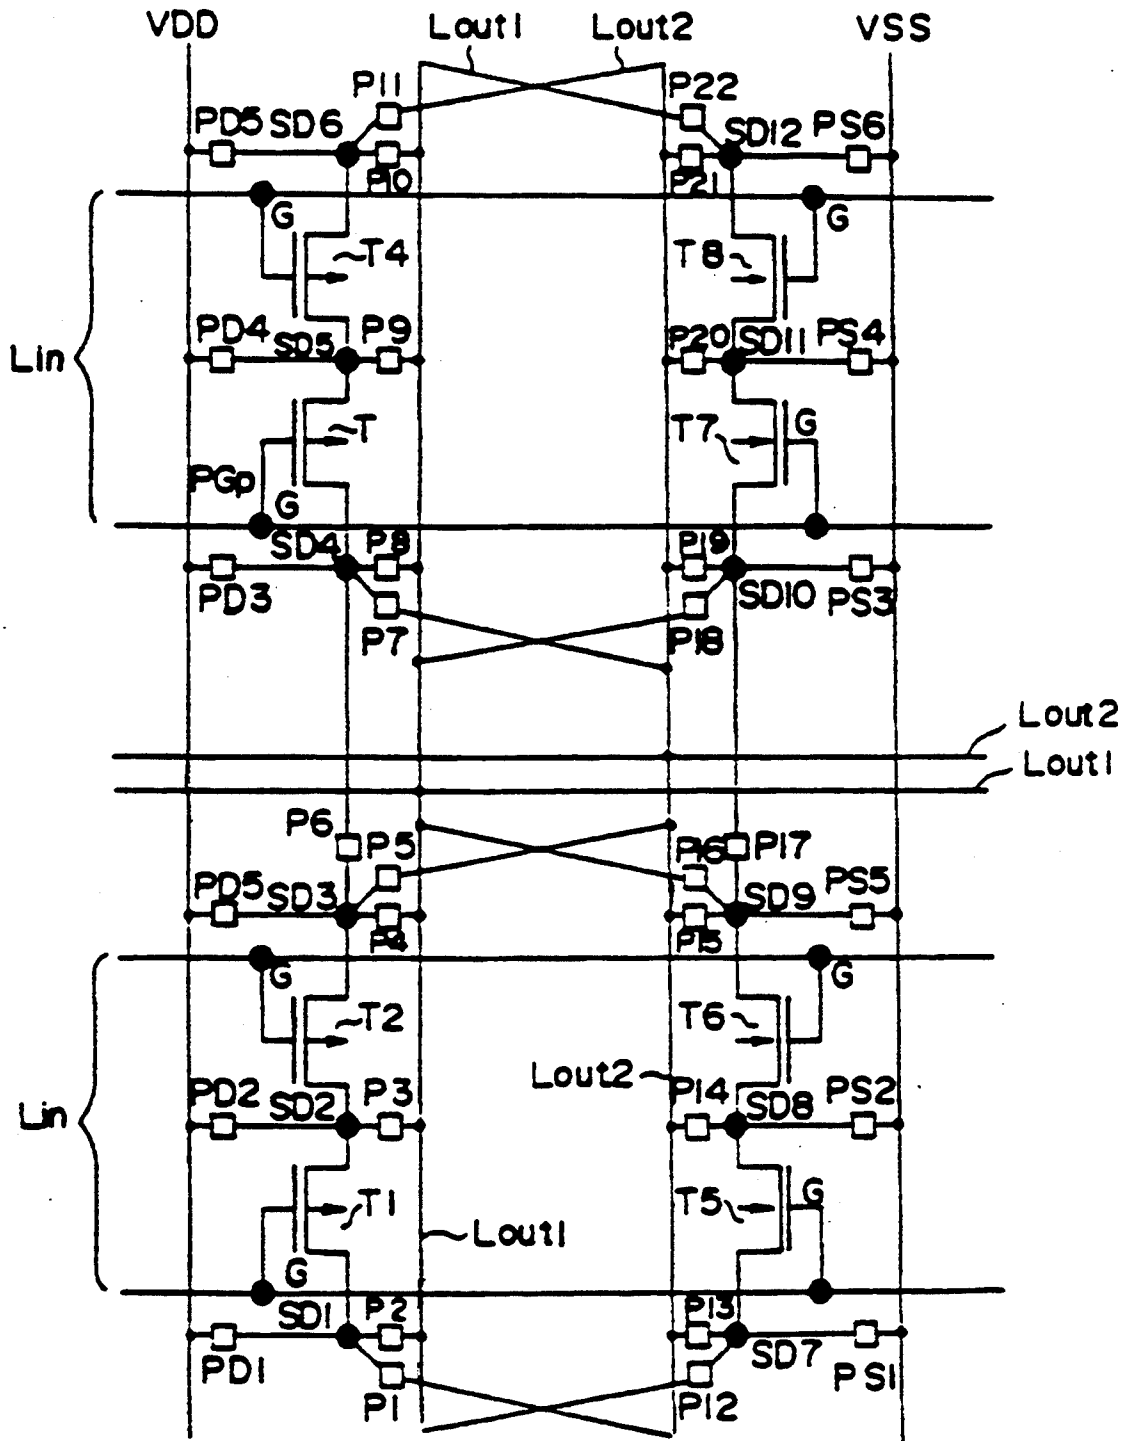 VDD Lout1 Lout2 VSS
P11 P22
PD5 SD6 SD12 PS6
P10 P21
G G
T4 T8
PD4 SD5 P9 P20 SD11 PS4
Lin
T T7 G
PGp G
SD4 P8 P19
PD3 SD10 PS3
P7 P18
Lout2
Lout1
P6 P5 P16 P17
PD5 SD3 SD9 PS5
P4 P15
G G
T2 T6
Lout2
PD2 SD2 P3 P14 SD8 PS2
Lin
T1 T5 G
Lout1
G
SD1 P2 P13
PD1 SD7 PS1
P1 P12